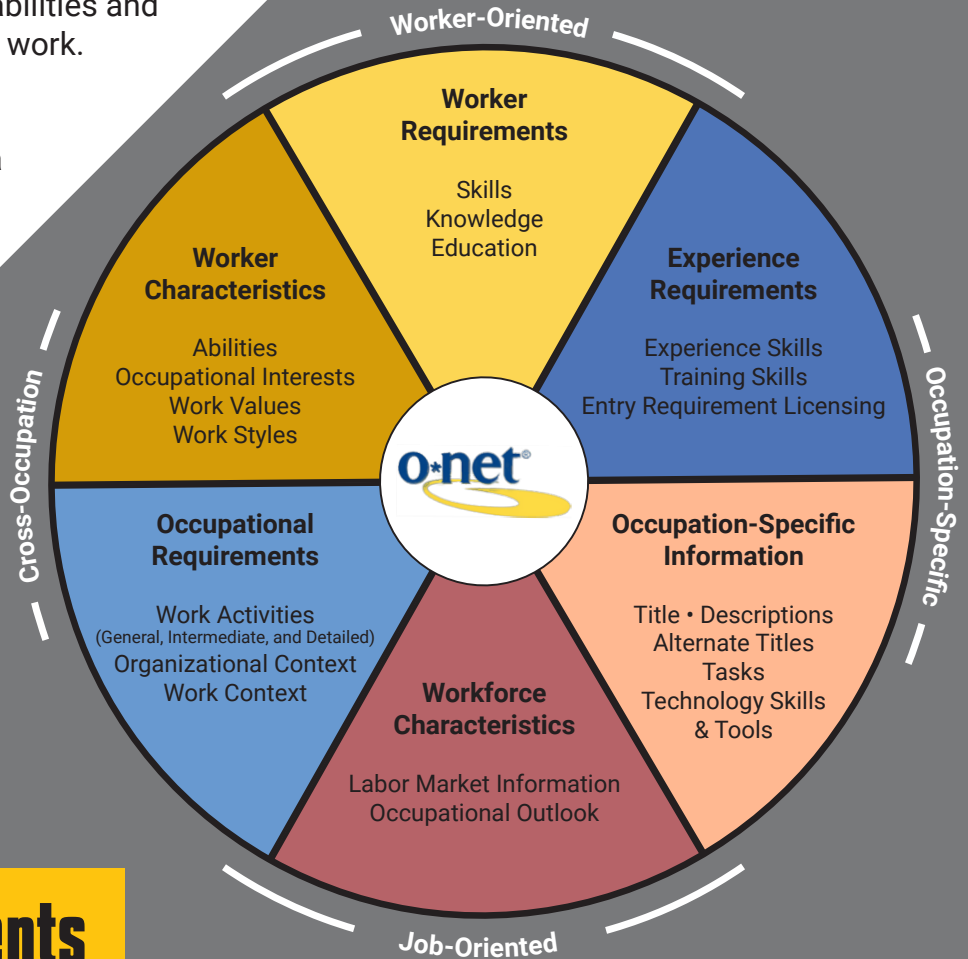 abilities and
work.
Worker-Oriented
Worker
Requirements
Skills
Knowledge
Education
Worker
Characteristics
Abilities
Occupational Interests
Work Values
Work Styles
Experience
Requirements
Experience Skills
Training Skills
Entry Requirement Licensing
Cross-Occupation
Occupation-Specific
o*net®
Occupational
Requirements
Work Activities
(General, Intermediate, and Detailed)
Organizational Context
Work Context
Occupation-Specific
Information
Title • Descriptions
Alternate Titles
Tasks
Technology Skills
& Tools
Workforce
Characteristics
Labor Market Information
Occupational Outlook
Job-Oriented